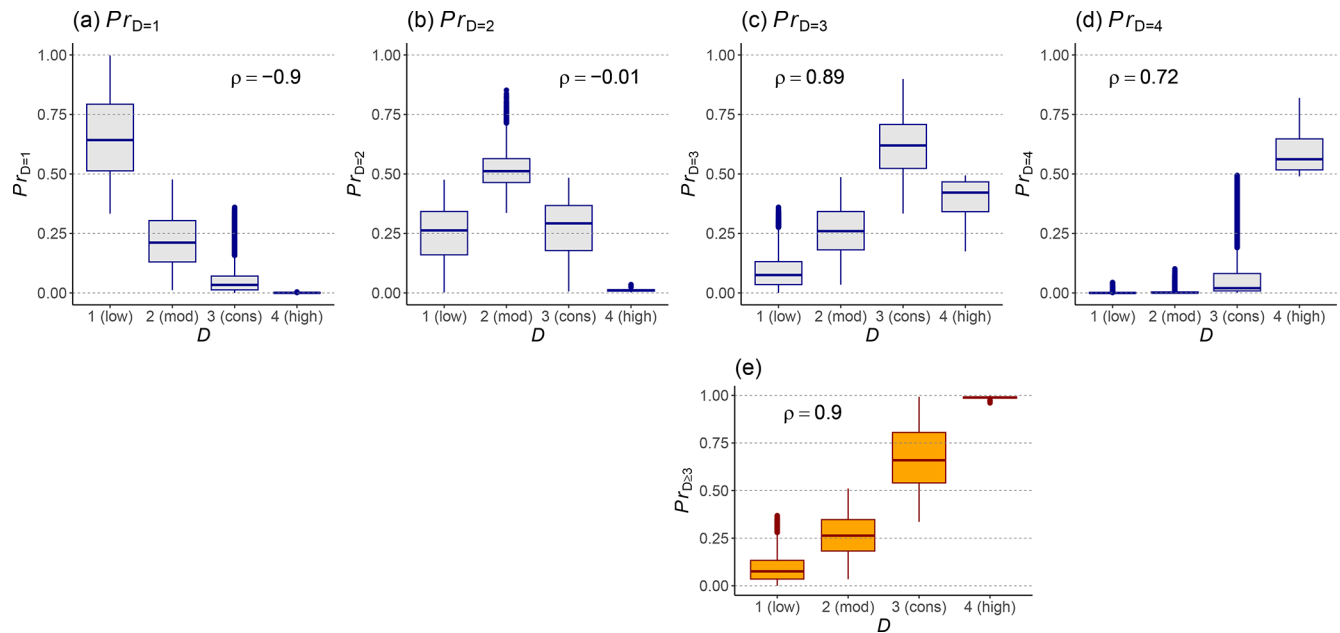 (a) Pr_D=1
ρ = −0.9
1.00
0.75
0.50
0.25
0.00
Pr_D=1
1 (low) 2 (mod) 3 (cons) 4 (high)
D
(b) Pr_D=2
ρ = −0.01
1.00
0.75
0.50
0.25
0.00
Pr_D=2
1 (low) 2 (mod) 3 (cons) 4 (high)
D
(c) Pr_D=3
ρ = 0.89
1.00
0.75
0.50
0.25
0.00
Pr_D=3
1 (low) 2 (mod) 3 (cons) 4 (high)
D
(d) Pr_D=4
ρ = 0.72
1.00
0.75
0.50
0.25
0.00
Pr_D=4
1 (low) 2 (mod) 3 (cons) 4 (high)
D
(e)
ρ = 0.9
1.00
0.75
0.50
0.25
0.00
Pr_D≥3
1 (low) 2 (mod) 3 (cons) 4 (high)
D